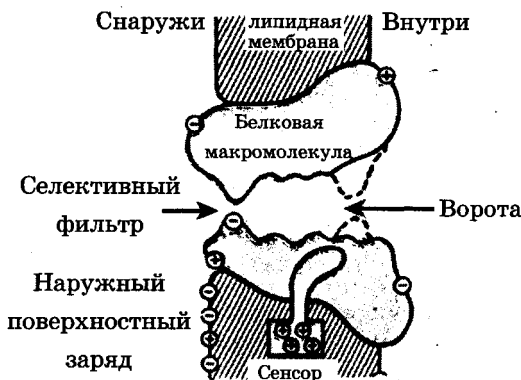 Снаружи
липидная
мембрана
Внутри
Белковая
макромолекула
Селективный
фильтр
Ворота
Наружный
поверхностный
заряд
Сенсор